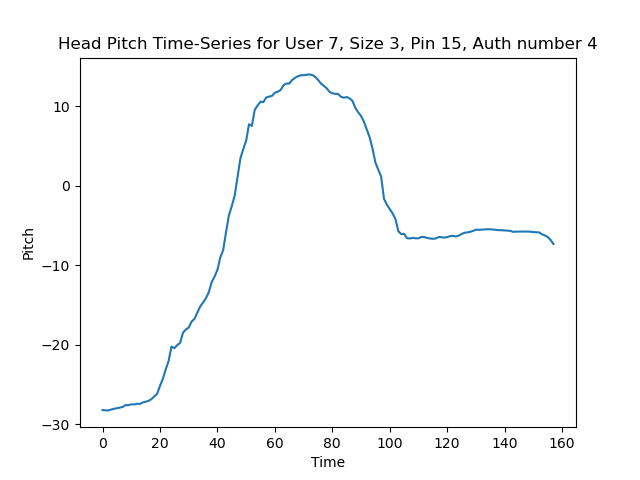 Head Pitch Time-Series for User 7, Size 3, Pin 15, Auth number 4
10
0
−10
−20
−30
Pitch
0 20 40 60 80 100 120 140 160
Time